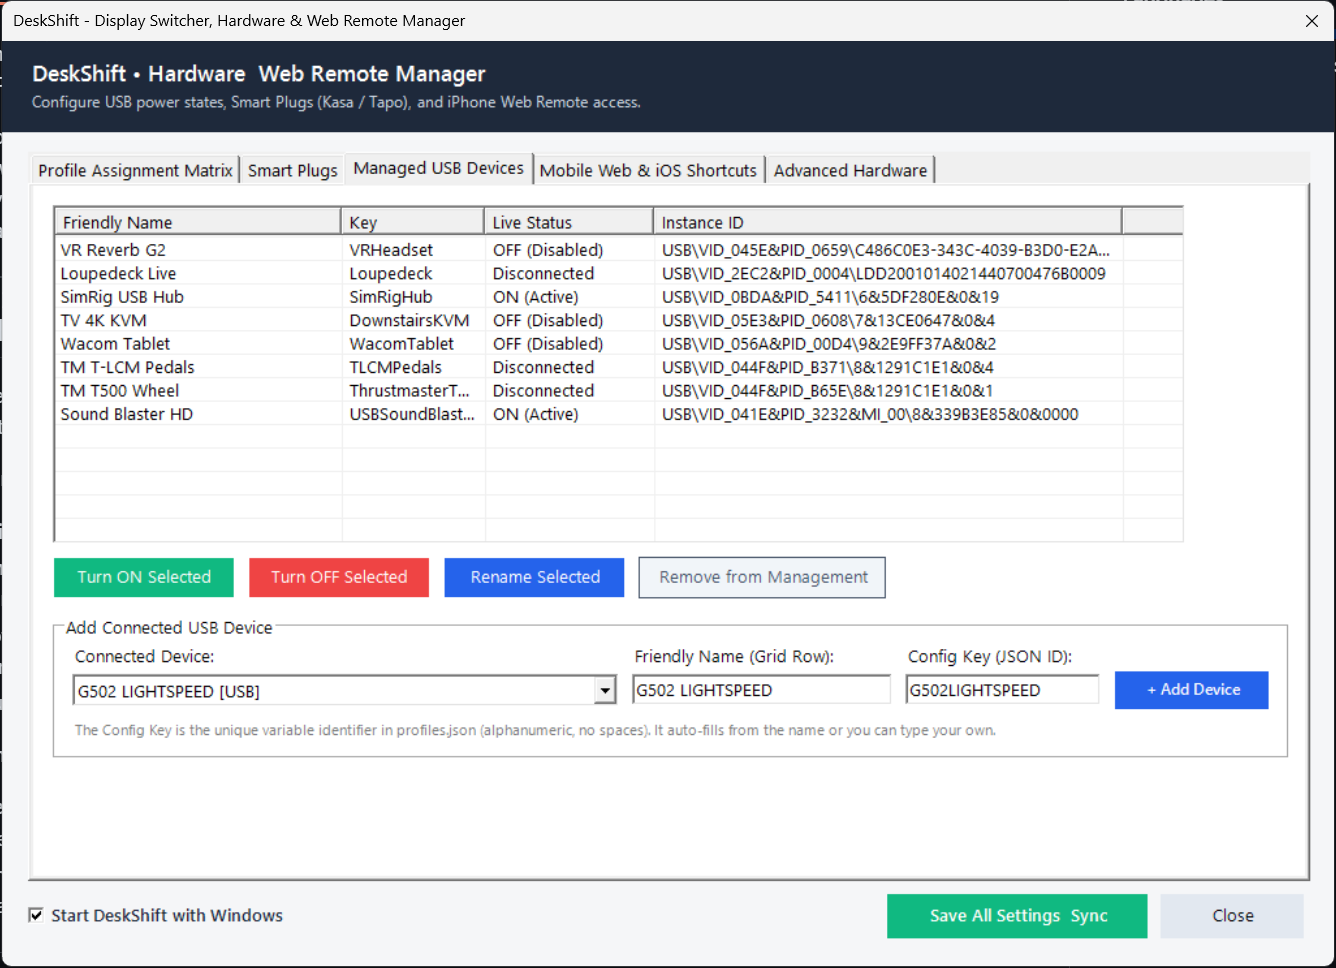 DeskShift - Display Switcher, Hardware & Web Remote Manager
DeskShift • Hardware  Web Remote Manager
Configure USB power states, Smart Plugs (Kasa / Tapo), and iPhone Web Remote access.
Profile Assignment Matrix Smart Plugs Managed USB Devices Mobile Web & iOS Shortcuts Advanced Hardware
Friendly Name Key Live Status Instance ID
VR Reverb G2 VRHeadset OFF (Disabled) USB\VID_045E&PID_0659\C486C0E3-343C-4039-B3D0-E2A...
Loupedeck Live Loupedeck Disconnected USB\VID_2EC2&PID_0004\LDD2001014021440700476B0009
SimRig USB Hub SimRigHub ON (Active) USB\VID_0BDA&PID_5411\6&5DF280E&0&19
TV 4K KVM DownstairsKVM OFF (Disabled) USB\VID_05E3&PID_0608\7&13CE0647&0&4
Wacom Tablet WacomTablet OFF (Disabled) USB\VID_056A&PID_00D4\9&2E9FF37A&0&2
TM T-LCM Pedals TLCMPedals Disconnected USB\VID_044F&PID_B371\8&1291C1E1&0&4
TM T500 Wheel ThrustmasterT... Disconnected USB\VID_044F&PID_B65E\8&1291C1E1&0&1
Sound Blaster HD USBSoundBlast... ON (Active) USB\VID_041E&PID_3232&MI_00\8&339B3E85&0&0000
Turn ON Selected Turn OFF Selected Rename Selected Remove from Management
Add Connected USB Device
Connected Device: Friendly Name (Grid Row): Config Key (JSON ID):
G502 LIGHTSPEED [USB] G502 LIGHTSPEED G502LIGHTSPEED + Add Device
The Config Key is the unique variable identifier in profiles.json (alphanumeric, no spaces). It auto-fills from the name or you can type your own.
Start DeskShift with Windows Save All Settings  Sync Close